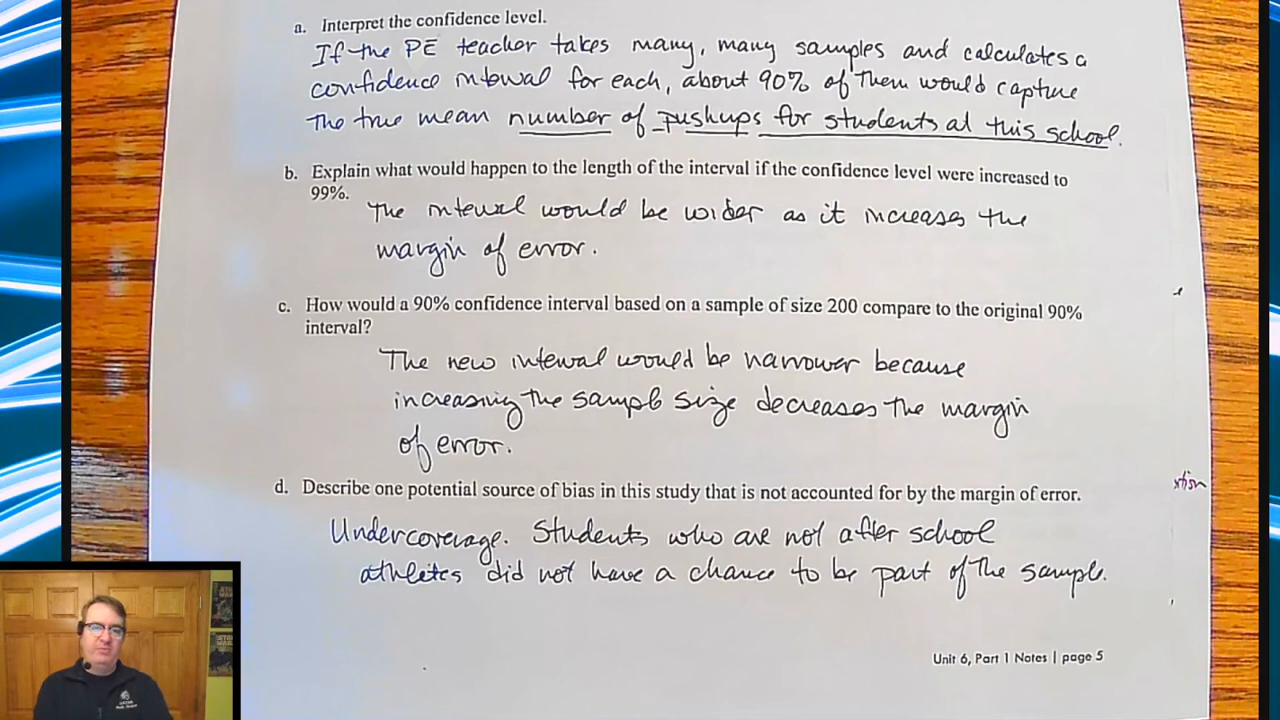 a. Interpret the confidence level.
If the PE teacher takes many, many samples and calculates a
confidence interval for each, about 90% of them would capture
the true mean number of pushups for students at this school.
b. Explain what would happen to the length of the interval if the confidence level were increased to
99%.
The interval would be wider as it increases the
margin of error.
c. How would a 90% confidence interval based on a sample of size 200 compare to the original 90%
interval?
The new interval would be narrower because
increasing the sample size decreases the margin
of error.
d. Describe one potential source of bias in this study that is not accounted for by the margin of error.
Undercoverage. Students who are not after school
athletes did not have a chance to be part of the sample.
Unit 6, Part 1 Notes | page 5